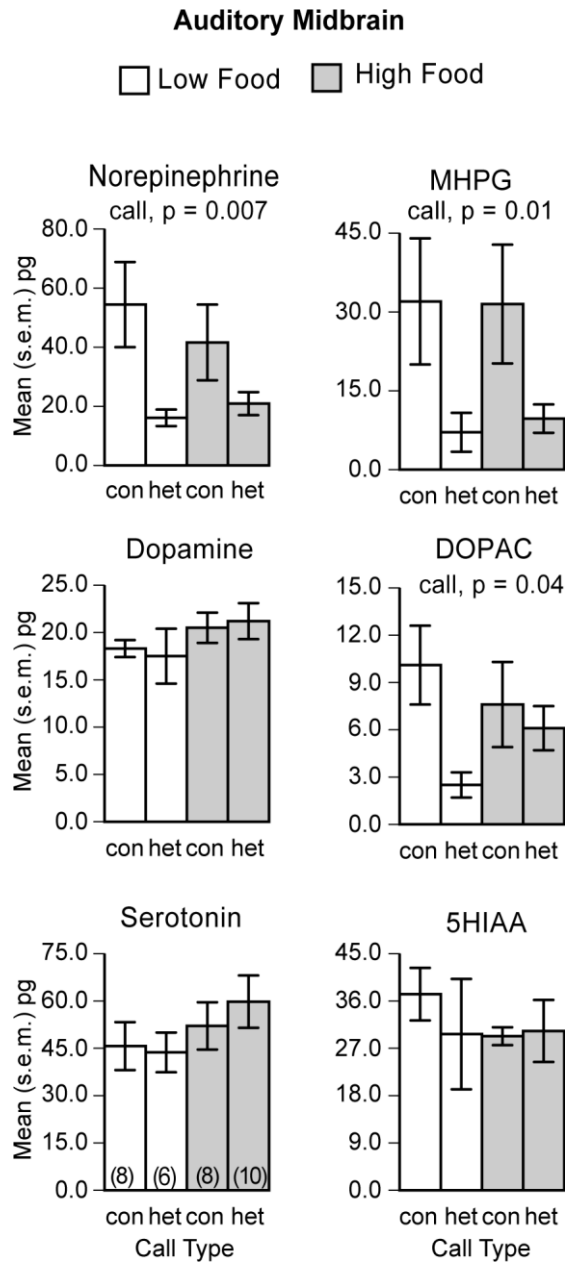 Auditory Midbrain
Low Food High Food
Norepinephrine
call, p = 0.007
Mean (s.e.m.) pg
80.0
60.0
40.0
20.0
0.0
con het con het
MHPG
call, p = 0.01
45.0
30.0
15.0
0.0
con het con het
Dopamine
Mean (s.e.m.) pg
25.0
20.0
15.0
10.0
5.0
0.0
con het con het
DOPAC
call, p = 0.04
15.0
12.0
9.0
6.0
3.0
0.0
con het con het
Serotonin
Mean (s.e.m.) pg
75.0
60.0
45.0
30.0
15.0
0.0
(8) (6) (8) (10)
con het con het
Call Type
5HIAA
45.0
36.0
27.0
18.0
9.0
0.0
con het con het
Call Type